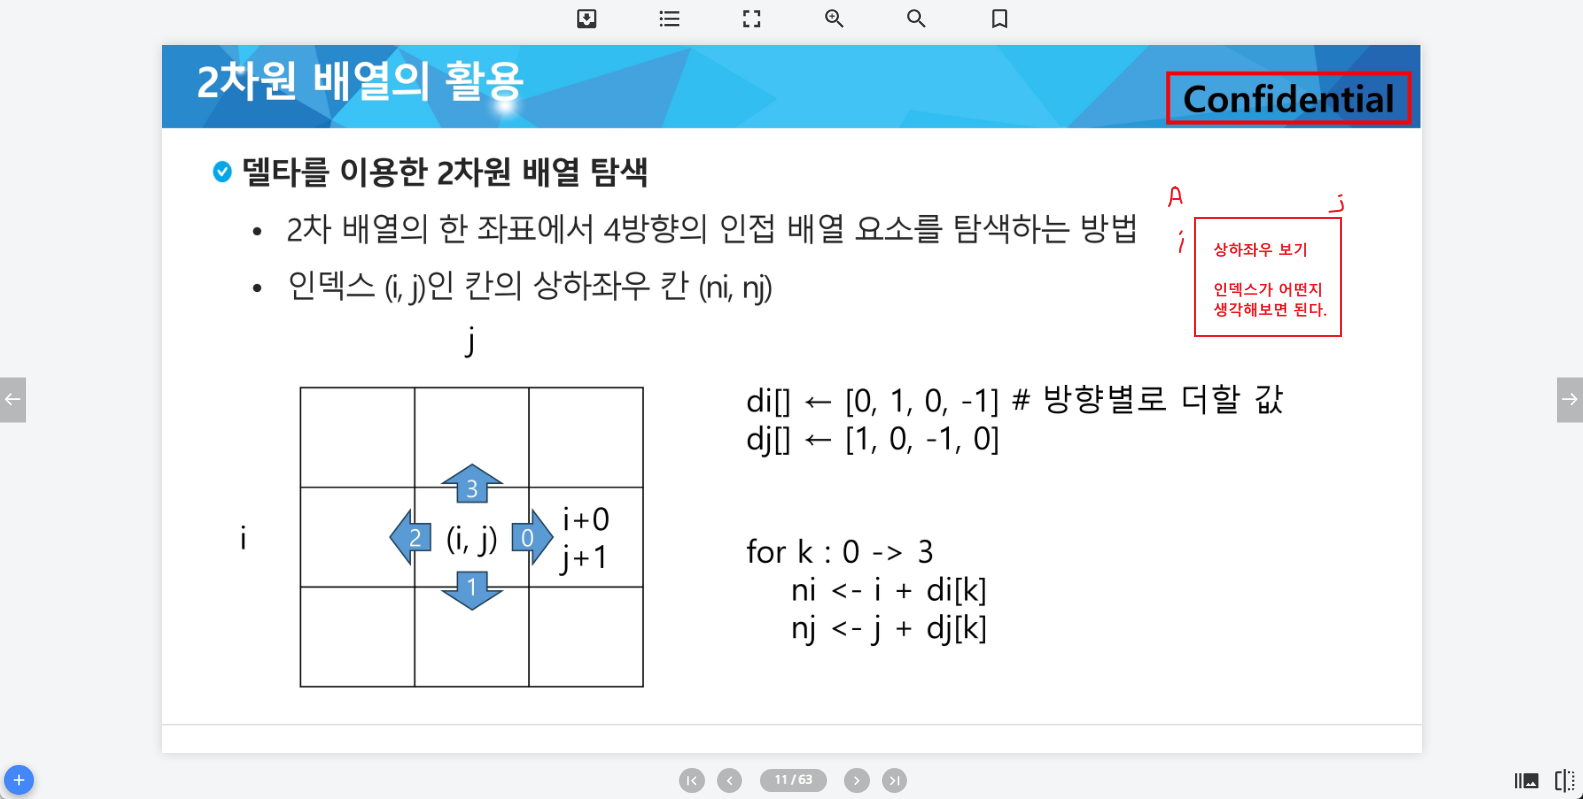 2차원 배열의 활용
Confidential
델타를 이용한 2차원 배열 탐색
• 2차 배열의 한 좌표에서 4방향의 인접 배열 요소를 탐색하는 방법
• 인덱스 (i, j)인 칸의 상하좌우 칸 (ni, nj)
A
j
i
상하좌우 보기
인덱스가 어떤지
생각해보면 된다.
j
i
3
2
(i, j)
0
i+0
j+1
1
di[] ← [0, 1, 0, -1] # 방향별로 더할 값
dj[] ← [1, 0, -1, 0]
for k : 0 -> 3
ni <- i + di[k]
nj <- j + dj[k]
11 / 63